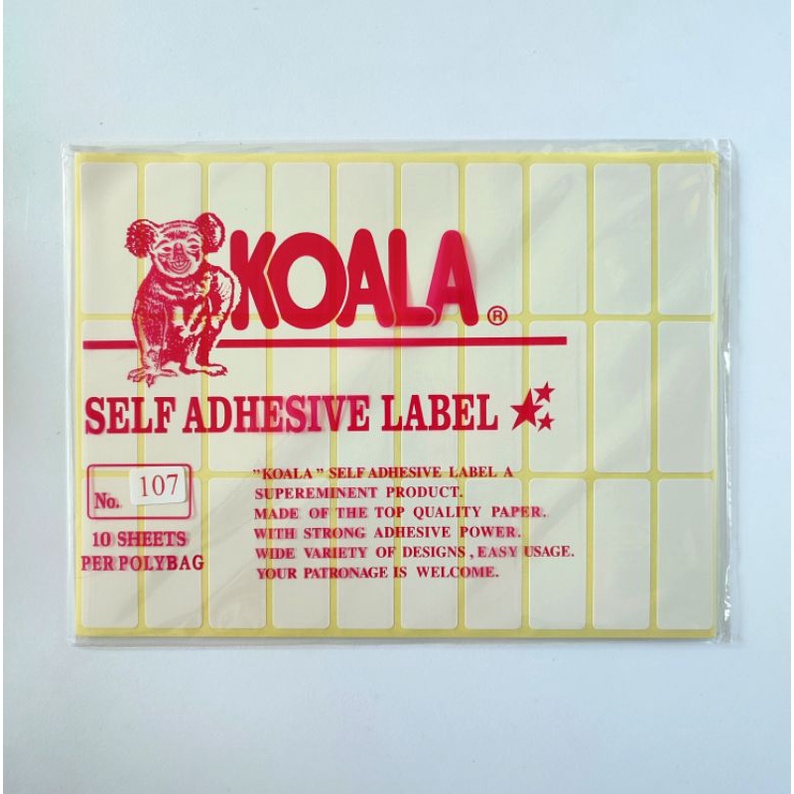 KOALA ®
SELF ADHESIVE LABEL
No. 107
10 SHEETS
PER POLYBAG
"KOALA" SELF ADHESIVE LABEL A
SUPEREMINENT PRODUCT.
MADE OF THE TOP QUALITY PAPER.
WITH STRONG ADHESIVE POWER.
WIDE VARIETY OF DESIGNS, EASY USAGE.
YOUR PATRONAGE IS WELCOME.